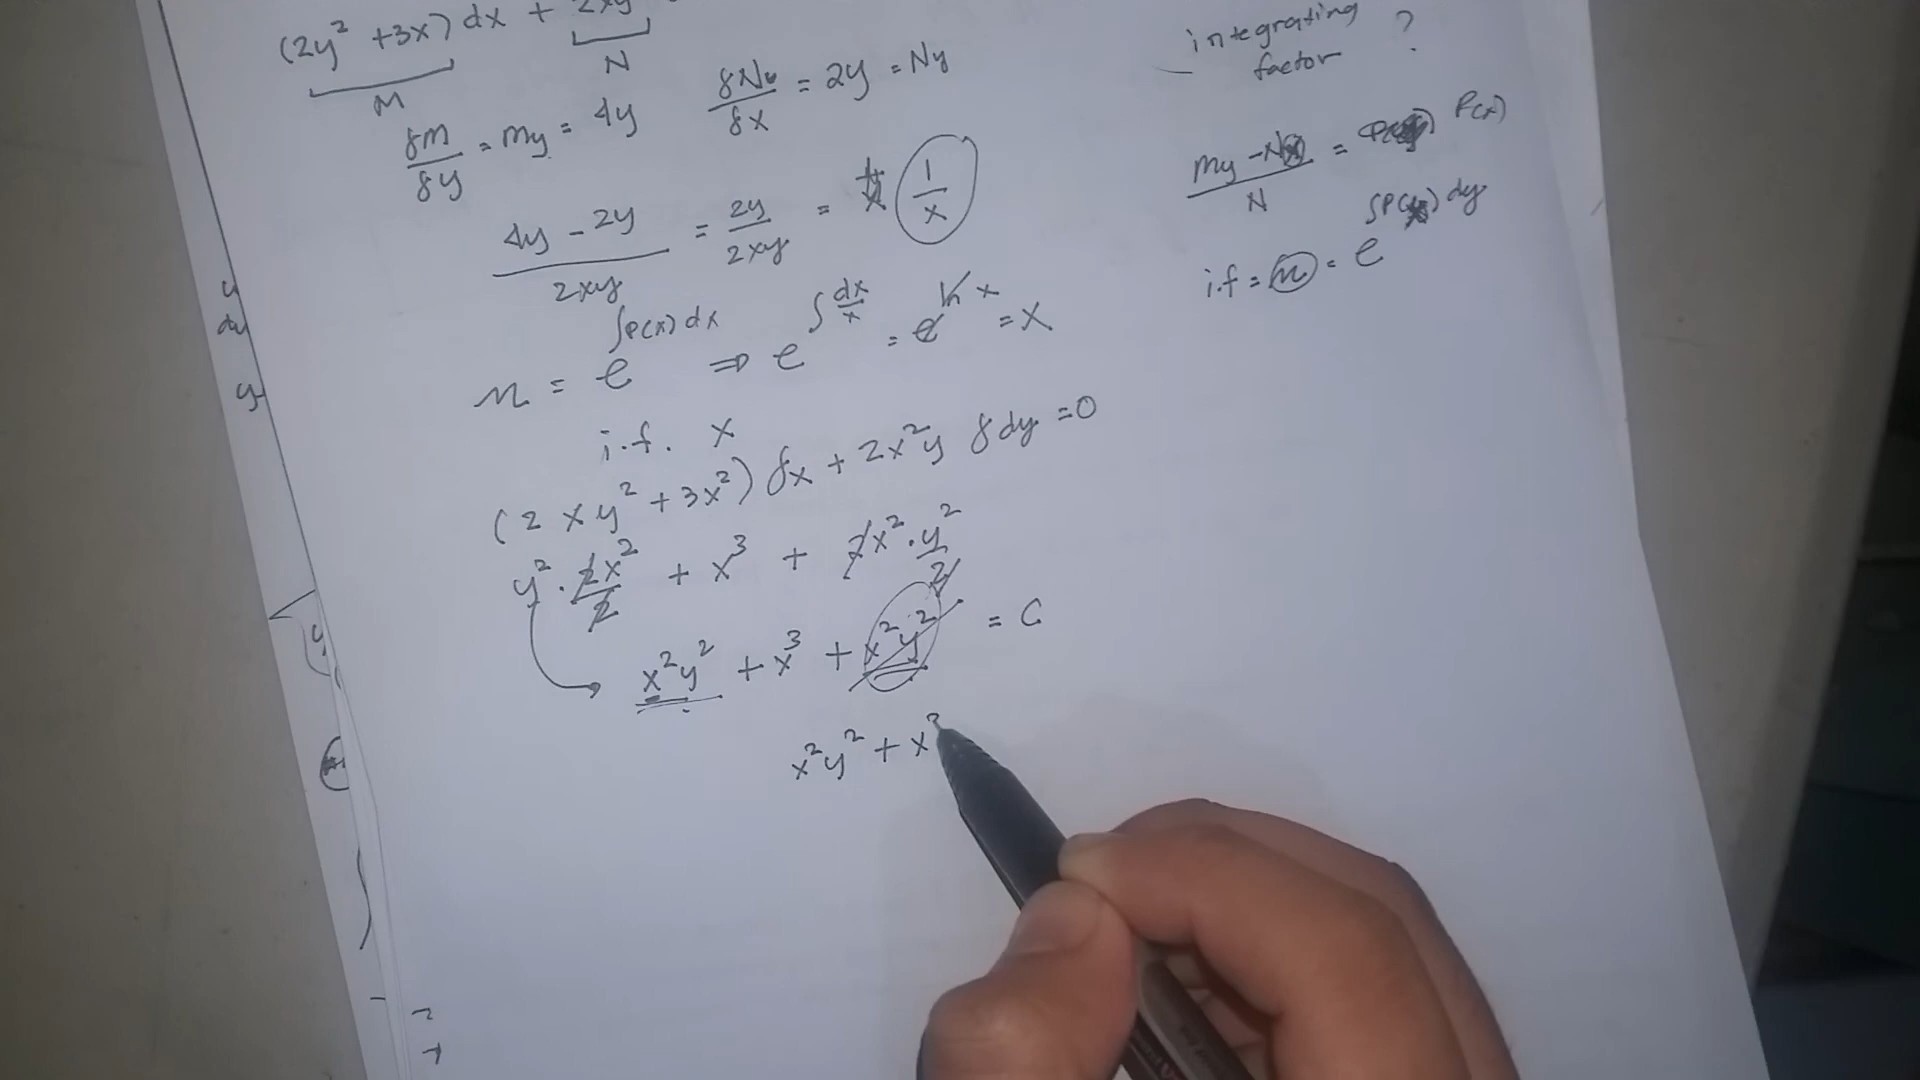 (2y² + 3x) dx + 2xy
M
N
δM/δy = My = 4y
δN/δx = 2y = Ny
(4y - 2y)/2xy = 2y/2xy = 1/x
n = e^∫P(x)dx ⇒ e^∫dx/x = e^ln x = x
i.f. x
(2xy² + 3x²) δx + 2x²y δdy = 0
y² · 2x²/2 + x³ + 2x² · y²/2
x²y² + x³ + x²y² = C
x²y² + x³
integrating
factor ?
(My - N)/N = P(x)
i.f = m = e^∫P( ) dy
y
dy
y
y